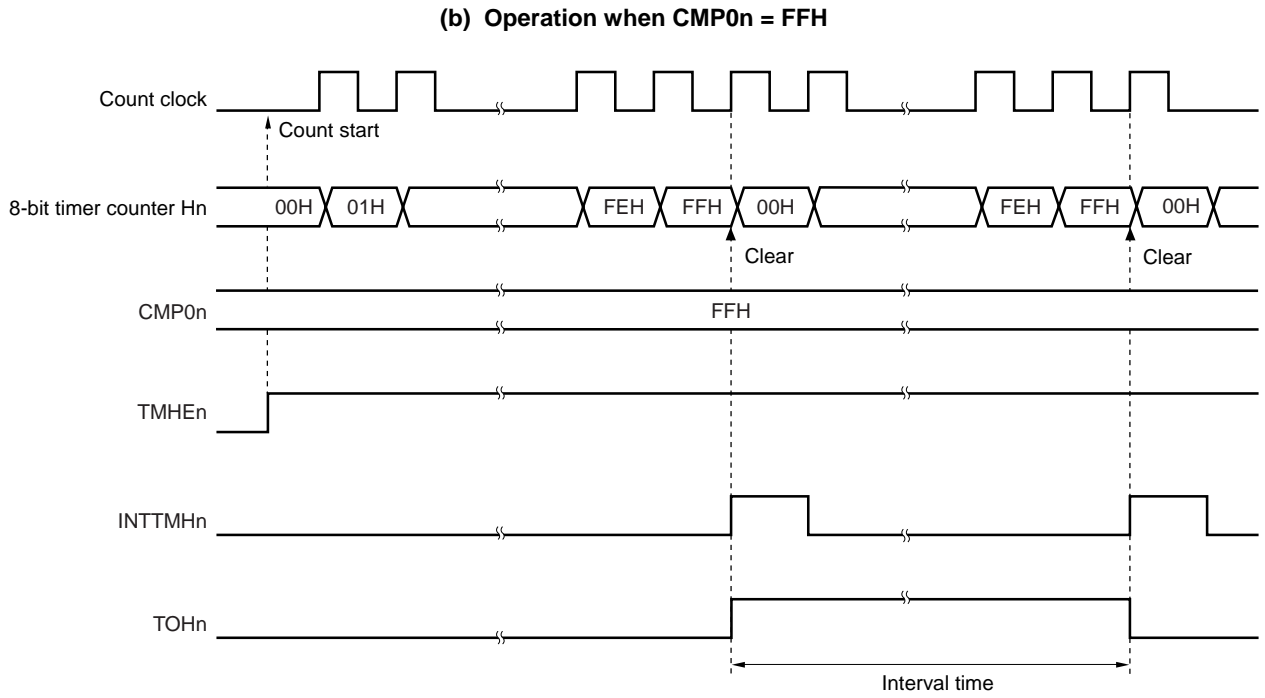 (b) Operation when CMP0n = FFH
Count clock
Count start
8-bit timer counter Hn 00H 01H FEH FFH 00H FEH FFH 00H
Clear Clear
CMP0n FFH
TMHEn
INTTMHn
TOHn
Interval time